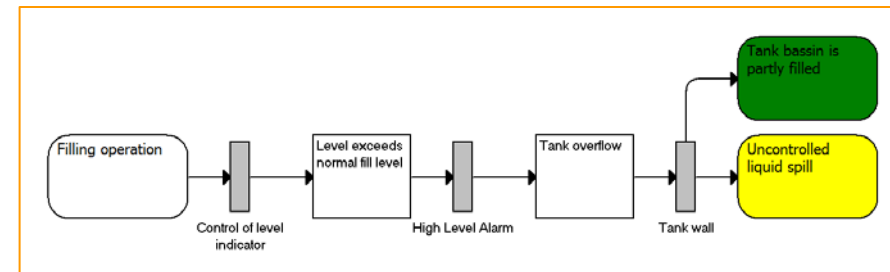 Tank bassin is
partly filled
Filling operation
Level exceeds
normal fill level
Tank overflow
Uncontrolled
liquid spill
Control of level
indicator
High Level Alarm
Tank wall